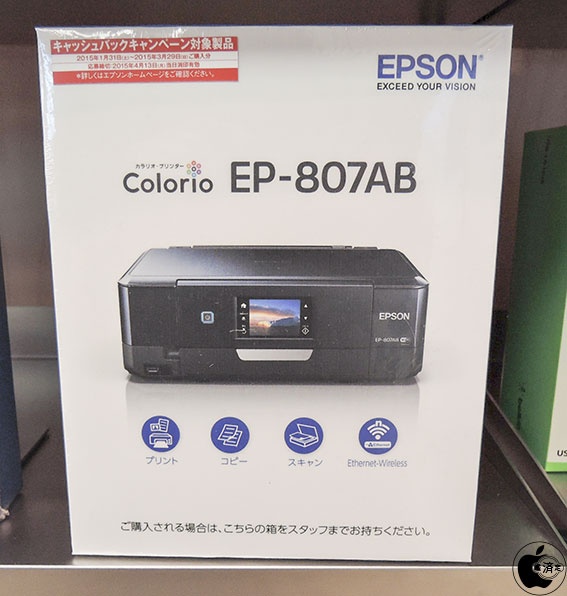 キャッシュバックキャンペーン対象製品
2015年1月31日(土)～2015年3月29日(日)ご購入分
応募締切:2015年4月13日(月)当日消印有効
*詳しくはエプソンホームページをご確認ください。
EPSON
EXCEED YOUR VISION
カラリオ・プリンター
Colorio EP-807AB
EPSON
EP-807AB
プリント
コピー
スキャン
Ethernet
Ethernet-Wireless
ご購入される場合は、こちらの箱をスタッフまでお持ちください。
US